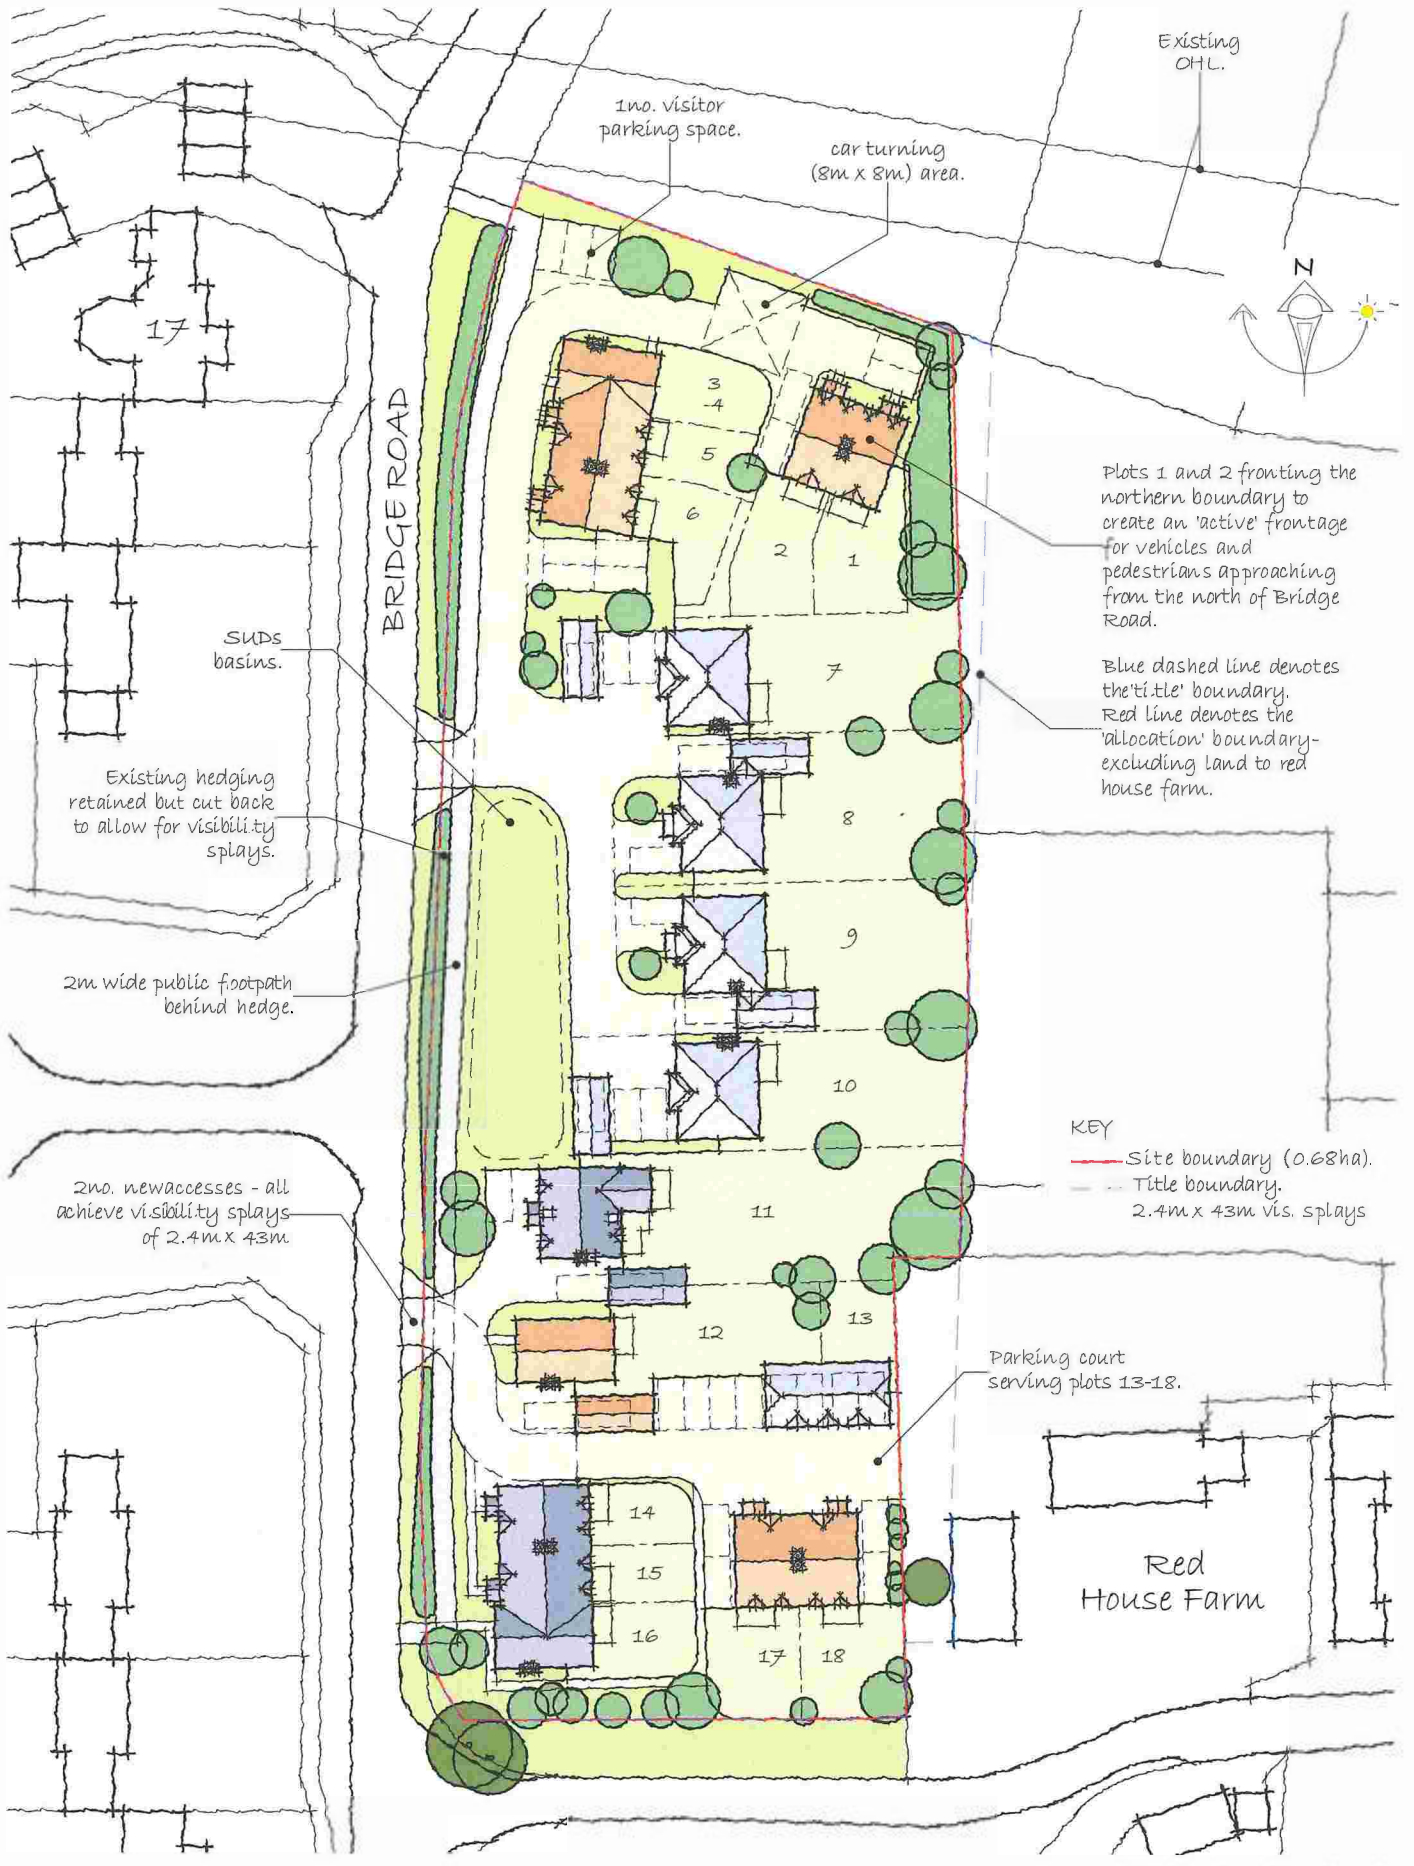 Existing
OHL.
1no. visitor
parking space.
car turning
(8m x 8m) area.
N
17
BRIDGE ROAD
3
4
5
6
2
1
Plots 1 and 2 fronting the
northern boundary to
create an 'active' frontage
for vehicles and
pedestrians approaching
from the north of Bridge
Road.
SUDs
basins.
7
Blue dashed line denotes
the 'title' boundary.
Red line denotes the
'allocation' boundary-
excluding land to red
house farm.
Existing hedging
retained but cut back
to allow for visibility
splays.
8
9
2m wide public footpath
behind hedge.
10
KEY
Site boundary (0.68ha).
Title boundary.
2.4m x 43m vis. splays
2no. new accesses - all
achieve visibility splays
of 2.4m x 43m
11
12
13
Parking court
serving plots 13-18.
14
15
16
17
18
Red
House Farm